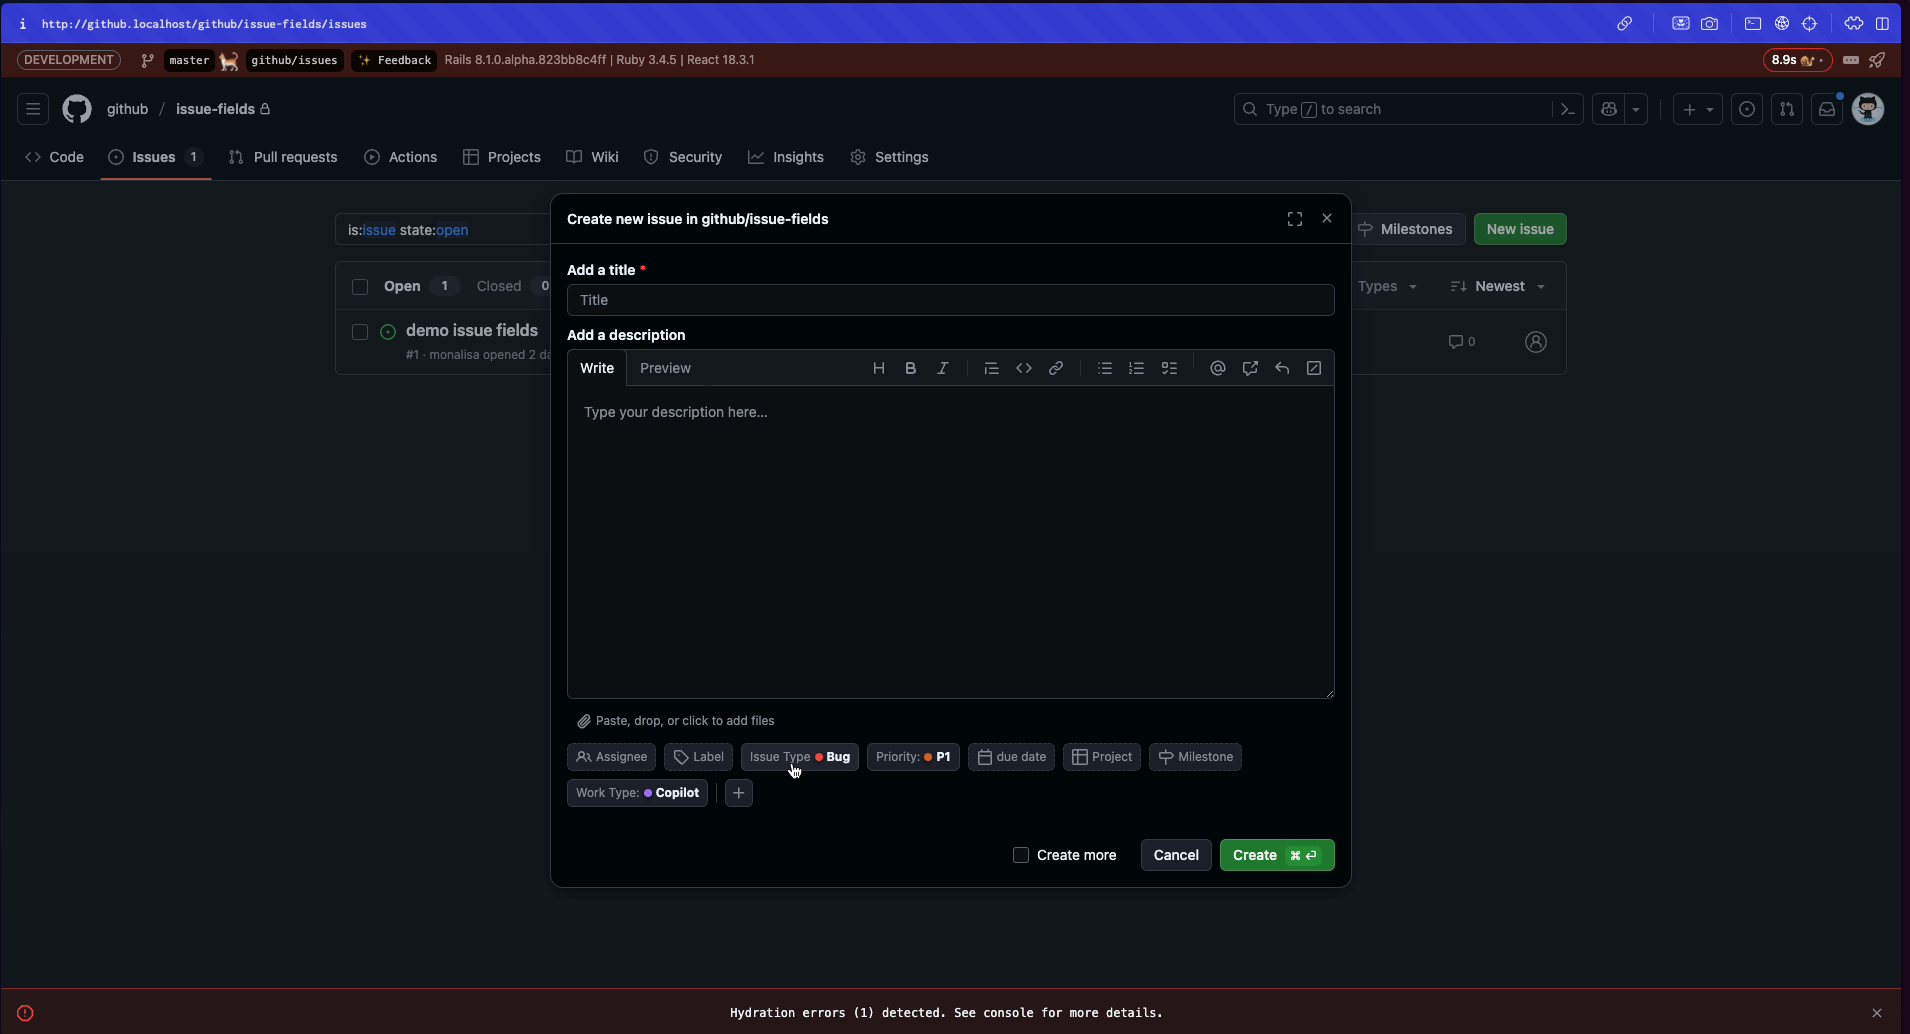 http://github.localhost/github/issue-fields/issues
DEVELOPMENT master github/issues ✨ Feedback Rails 8.1.0.alpha.823bb8c4ff | Ruby 3.4.5 | React 18.3.1 8.9s
github / issue-fields Type / to search
Code Issues 1 Pull requests Actions Projects Wiki Security Insights Settings
Create new issue in github/issue-fields
is:issue state:open Milestones New issue
Add a title *
Open 1 Closed 0 Types Newest
Title
demo issue fields
#1 · monalisa opened 2 da 0
Add a description
Write Preview
Type your description here...
Paste, drop, or click to add files
Assignee Label Issue Type Bug Priority: P1 due date Project Milestone
Work Type: Copilot
Create more Cancel Create ⌘ ⏎
Hydration errors (1) detected. See console for more details.